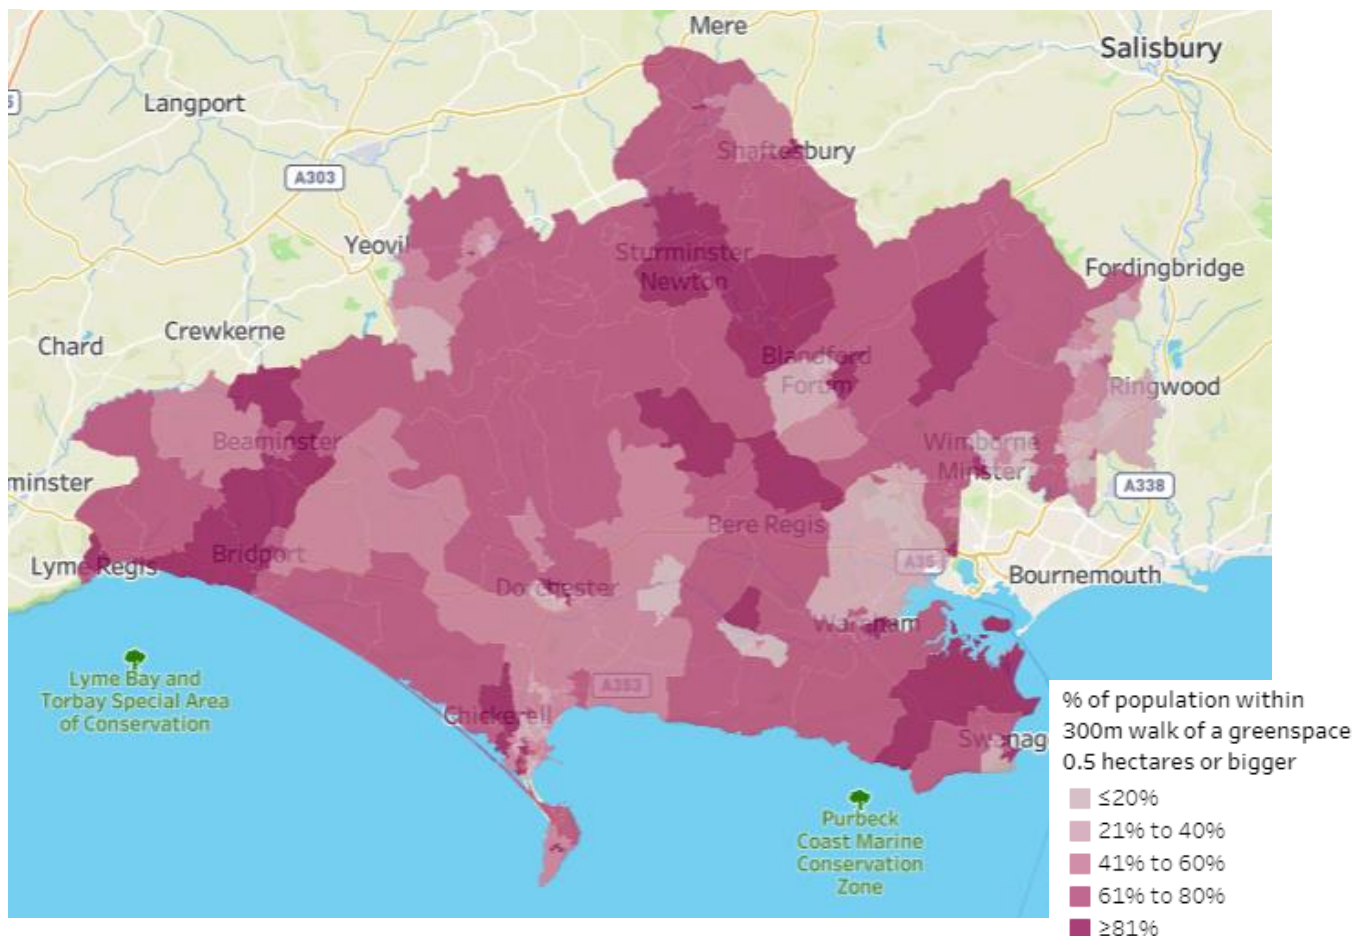 Mere
Salisbury
Langport
Shaftesbury
A303
Yeovil
Sturminster
Newton
Fordingbridge
Crewkerne
Chard
Blandford
Forum
Ringwood
Beaminster
Wimborne
Minster
minster
A338
Bere Regis
Bridport
A35
Lyme Regis
Bournemouth
Dorchester
Wareham
Lyme Bay and
Torbay Special Area
of Conservation
A353
Chickerell
Swanag
Purbeck
Coast Marine
Conservation
Zone
% of population within
300m walk of a greenspace
0.5 hectares or bigger
≤20%
21% to 40%
41% to 60%
61% to 80%
≥81%